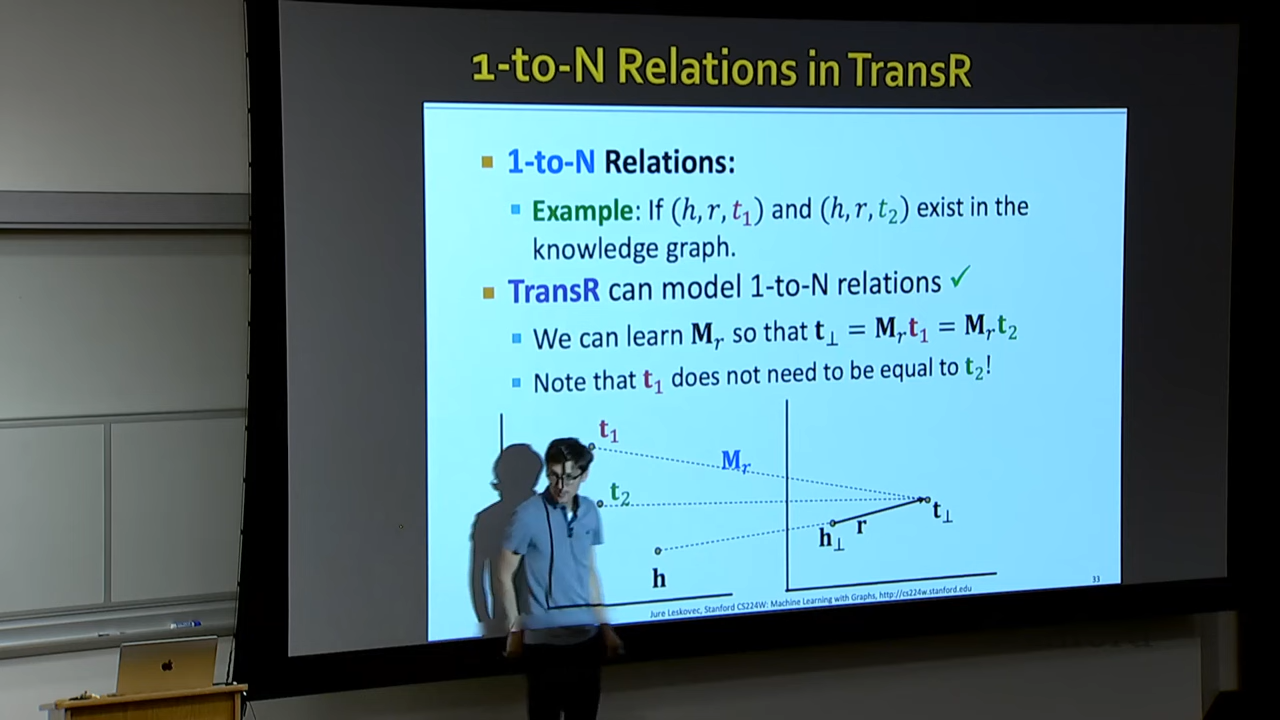 1-to-N Relations in TransR
1-to-N Relations:
Example: If (h, r, t₁) and (h, r, t₂) exist in the
knowledge graph.
TransR can model 1-to-N relations ✓
We can learn Mᵣ so that t⊥ = Mᵣt₁ = Mᵣt₂
Note that t₁ does not need to be equal to t₂!
t₁
Mᵣ
t₂
t⊥
h⊥
r
h
33
Jure Leskovec, Stanford CS224W: Machine Learning with Graphs, http://cs224w.stanford.edu